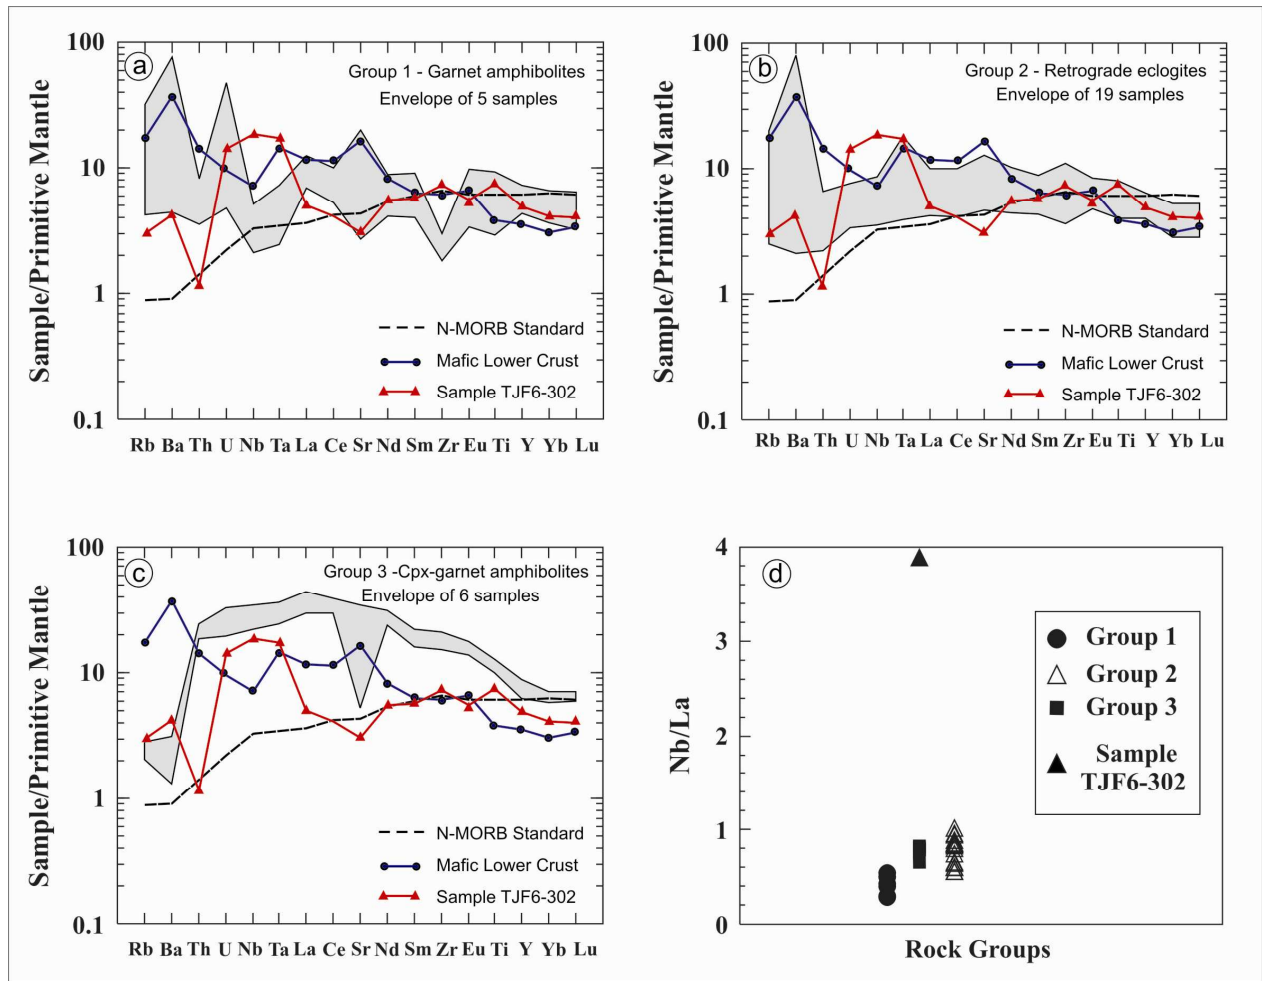 100
10
1
0.1
Sample/Primitive Mantle
a
Group 1 - Garnet amphibolites
Envelope of 5 samples
N-MORB Standard
Mafic Lower Crust
Sample TJF6-302
Rb Ba Th U Nb Ta La Ce Sr Nd Sm Zr Eu Ti Y Yb Lu
100
10
1
0.1
Sample/Primitive Mantle
b
Group 2 - Retrograde eclogites
Envelope of 19 samples
N-MORB Standard
Mafic Lower Crust
Sample TJF6-302
Rb Ba Th U Nb Ta La Ce Sr Nd Sm Zr Eu Ti Y Yb Lu
100
10
1
0.1
Sample/Primitive Mantle
c
Group 3 -Cpx-garnet amphibolites
Envelope of 6 samples
N-MORB Standard
Mafic Lower Crust
Sample TJF6-302
Rb Ba Th U Nb Ta La Ce Sr Nd Sm Zr Eu Ti Y Yb Lu
4
3
2
1
0
Nb/La
d
Group 1
Group 2
Group 3
Sample
TJF6-302
Rock Groups